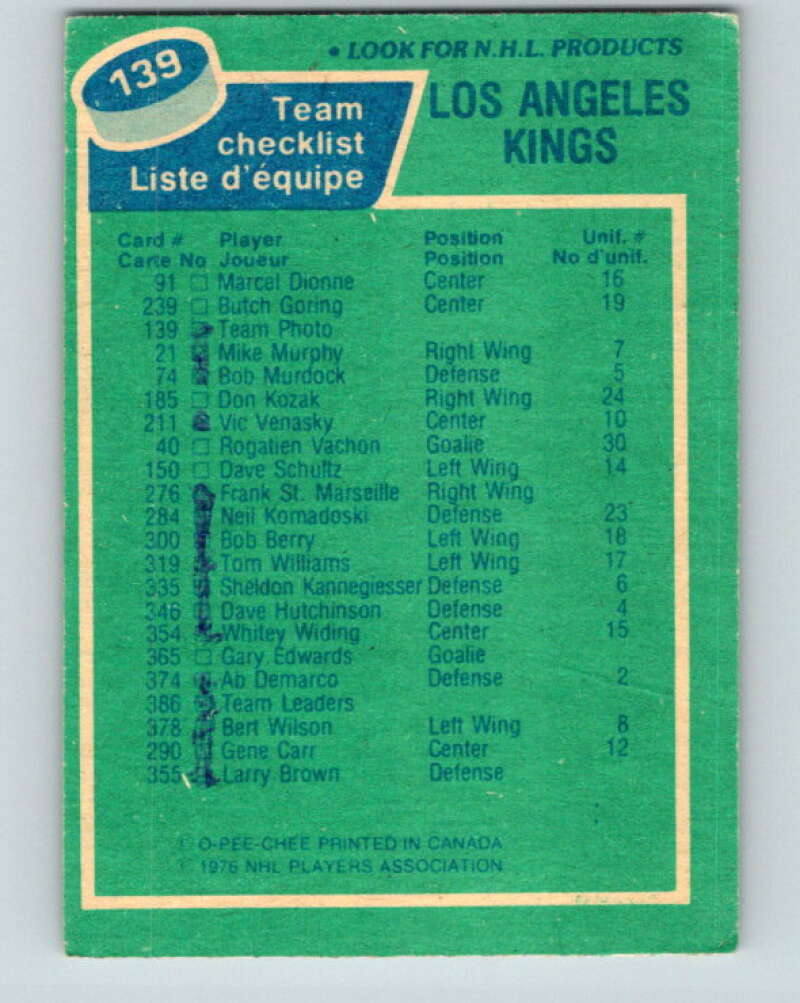 139
• LOOK FOR N.H.L. PRODUCTS
Team
checklist
Liste d'équipe
LOS ANGELES
KINGS
Card # Player Position Unif. #
Carte No Joueur Position No d'unif.
91 Marcel Dionne Center 16
239 Butch Goring Center 19
139 Team Photo
21 Mike Murphy Right Wing 7
74 Bob Murdock Defense 5
185 Don Kozak Right Wing 24
211 Vic Venasky Center 10
40 Rogatien Vachon Goalie 30
150 Dave Schultz Left Wing 14
276 Frank St. Marseille Right Wing
284 Neil Komadoski Defense 23
300 Bob Berry Left Wing 18
319 Tom Williams Left Wing 17
335 Sheldon Kannegiesser Defense 6
346 Dave Hutchinson Defense 4
354 Whitey Widing Center 15
365 Gary Edwards Goalie
374 Ab Demarco Defense 2
386 Team Leaders
378 Bert Wilson Left Wing 8
290 Gene Carr Center 12
355 Larry Brown Defense
© O-PEE-CHEE PRINTED IN CANADA
© 1976 NHL PLAYERS ASSOCIATION